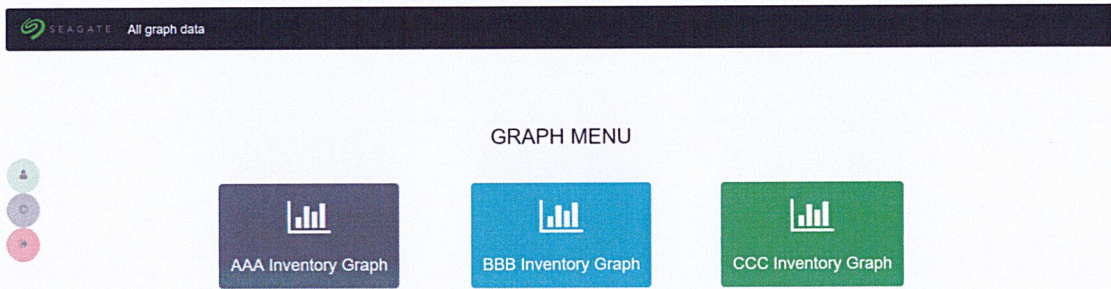 SEAGATE All graph data
GRAPH MENU
AAA Inventory Graph
BBB Inventory Graph
CCC Inventory Graph